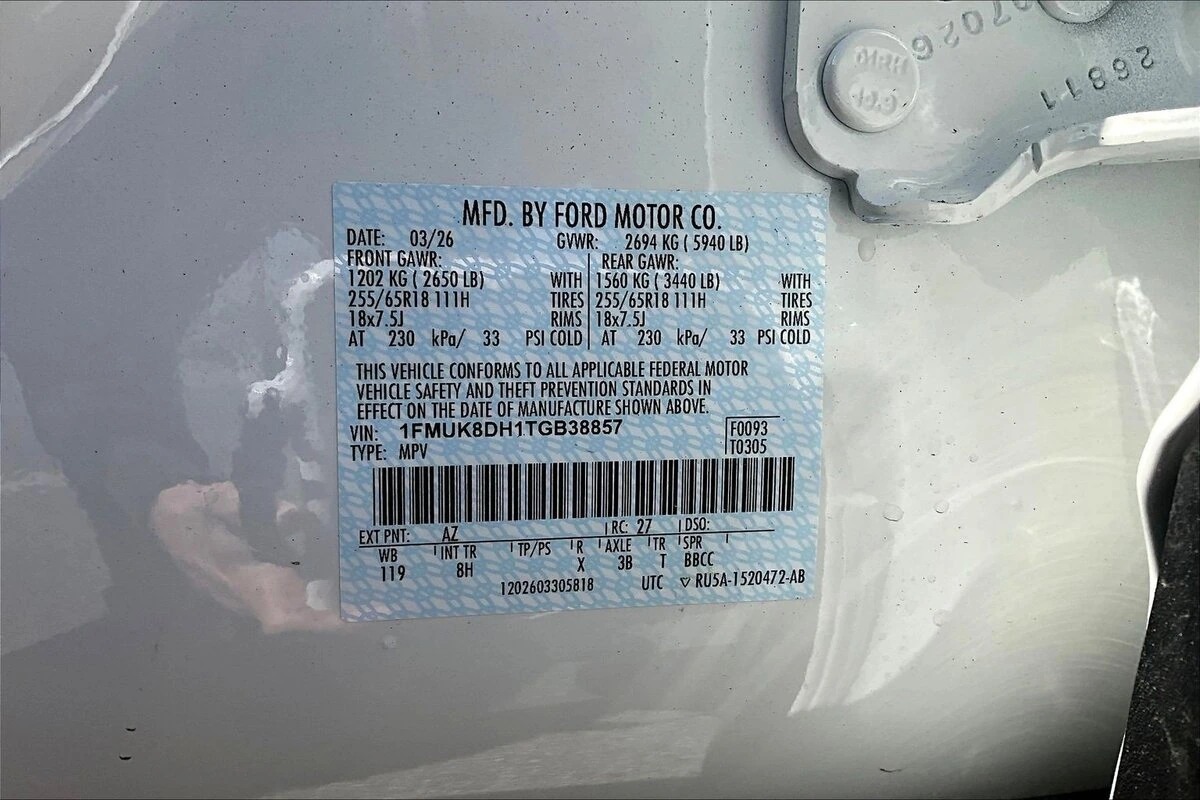 07026
26811
MFD. BY FORD MOTOR CO.
DATE: 03/26 GVWR: 2694 KG ( 5940 LB)
FRONT GAWR: REAR GAWR:
1202 KG ( 2650 LB) WITH 1560 KG ( 3440 LB) WITH
255/65R18 111H TIRES 255/65R18 111H TIRES
18x7.5J RIMS 18x7.5J RIMS
AT 230 kPa/ 33 PSI COLD AT 230 kPa/ 33 PSI COLD
THIS VEHICLE CONFORMS TO ALL APPLICABLE FEDERAL MOTOR
VEHICLE SAFETY AND THEFT PREVENTION STANDARDS IN
EFFECT ON THE DATE OF MANUFACTURE SHOWN ABOVE.
VIN: 1FMUK8DH1TGB38857 F0093
TYPE: MPV T0305
EXT PNT: AZ RC: 27 DSO:
WB INT TR TP/PS R AXLE TR SPR
119 8H X 3B T BBCC
1202603305818 UTC ▽ RU5A-1520472-AB